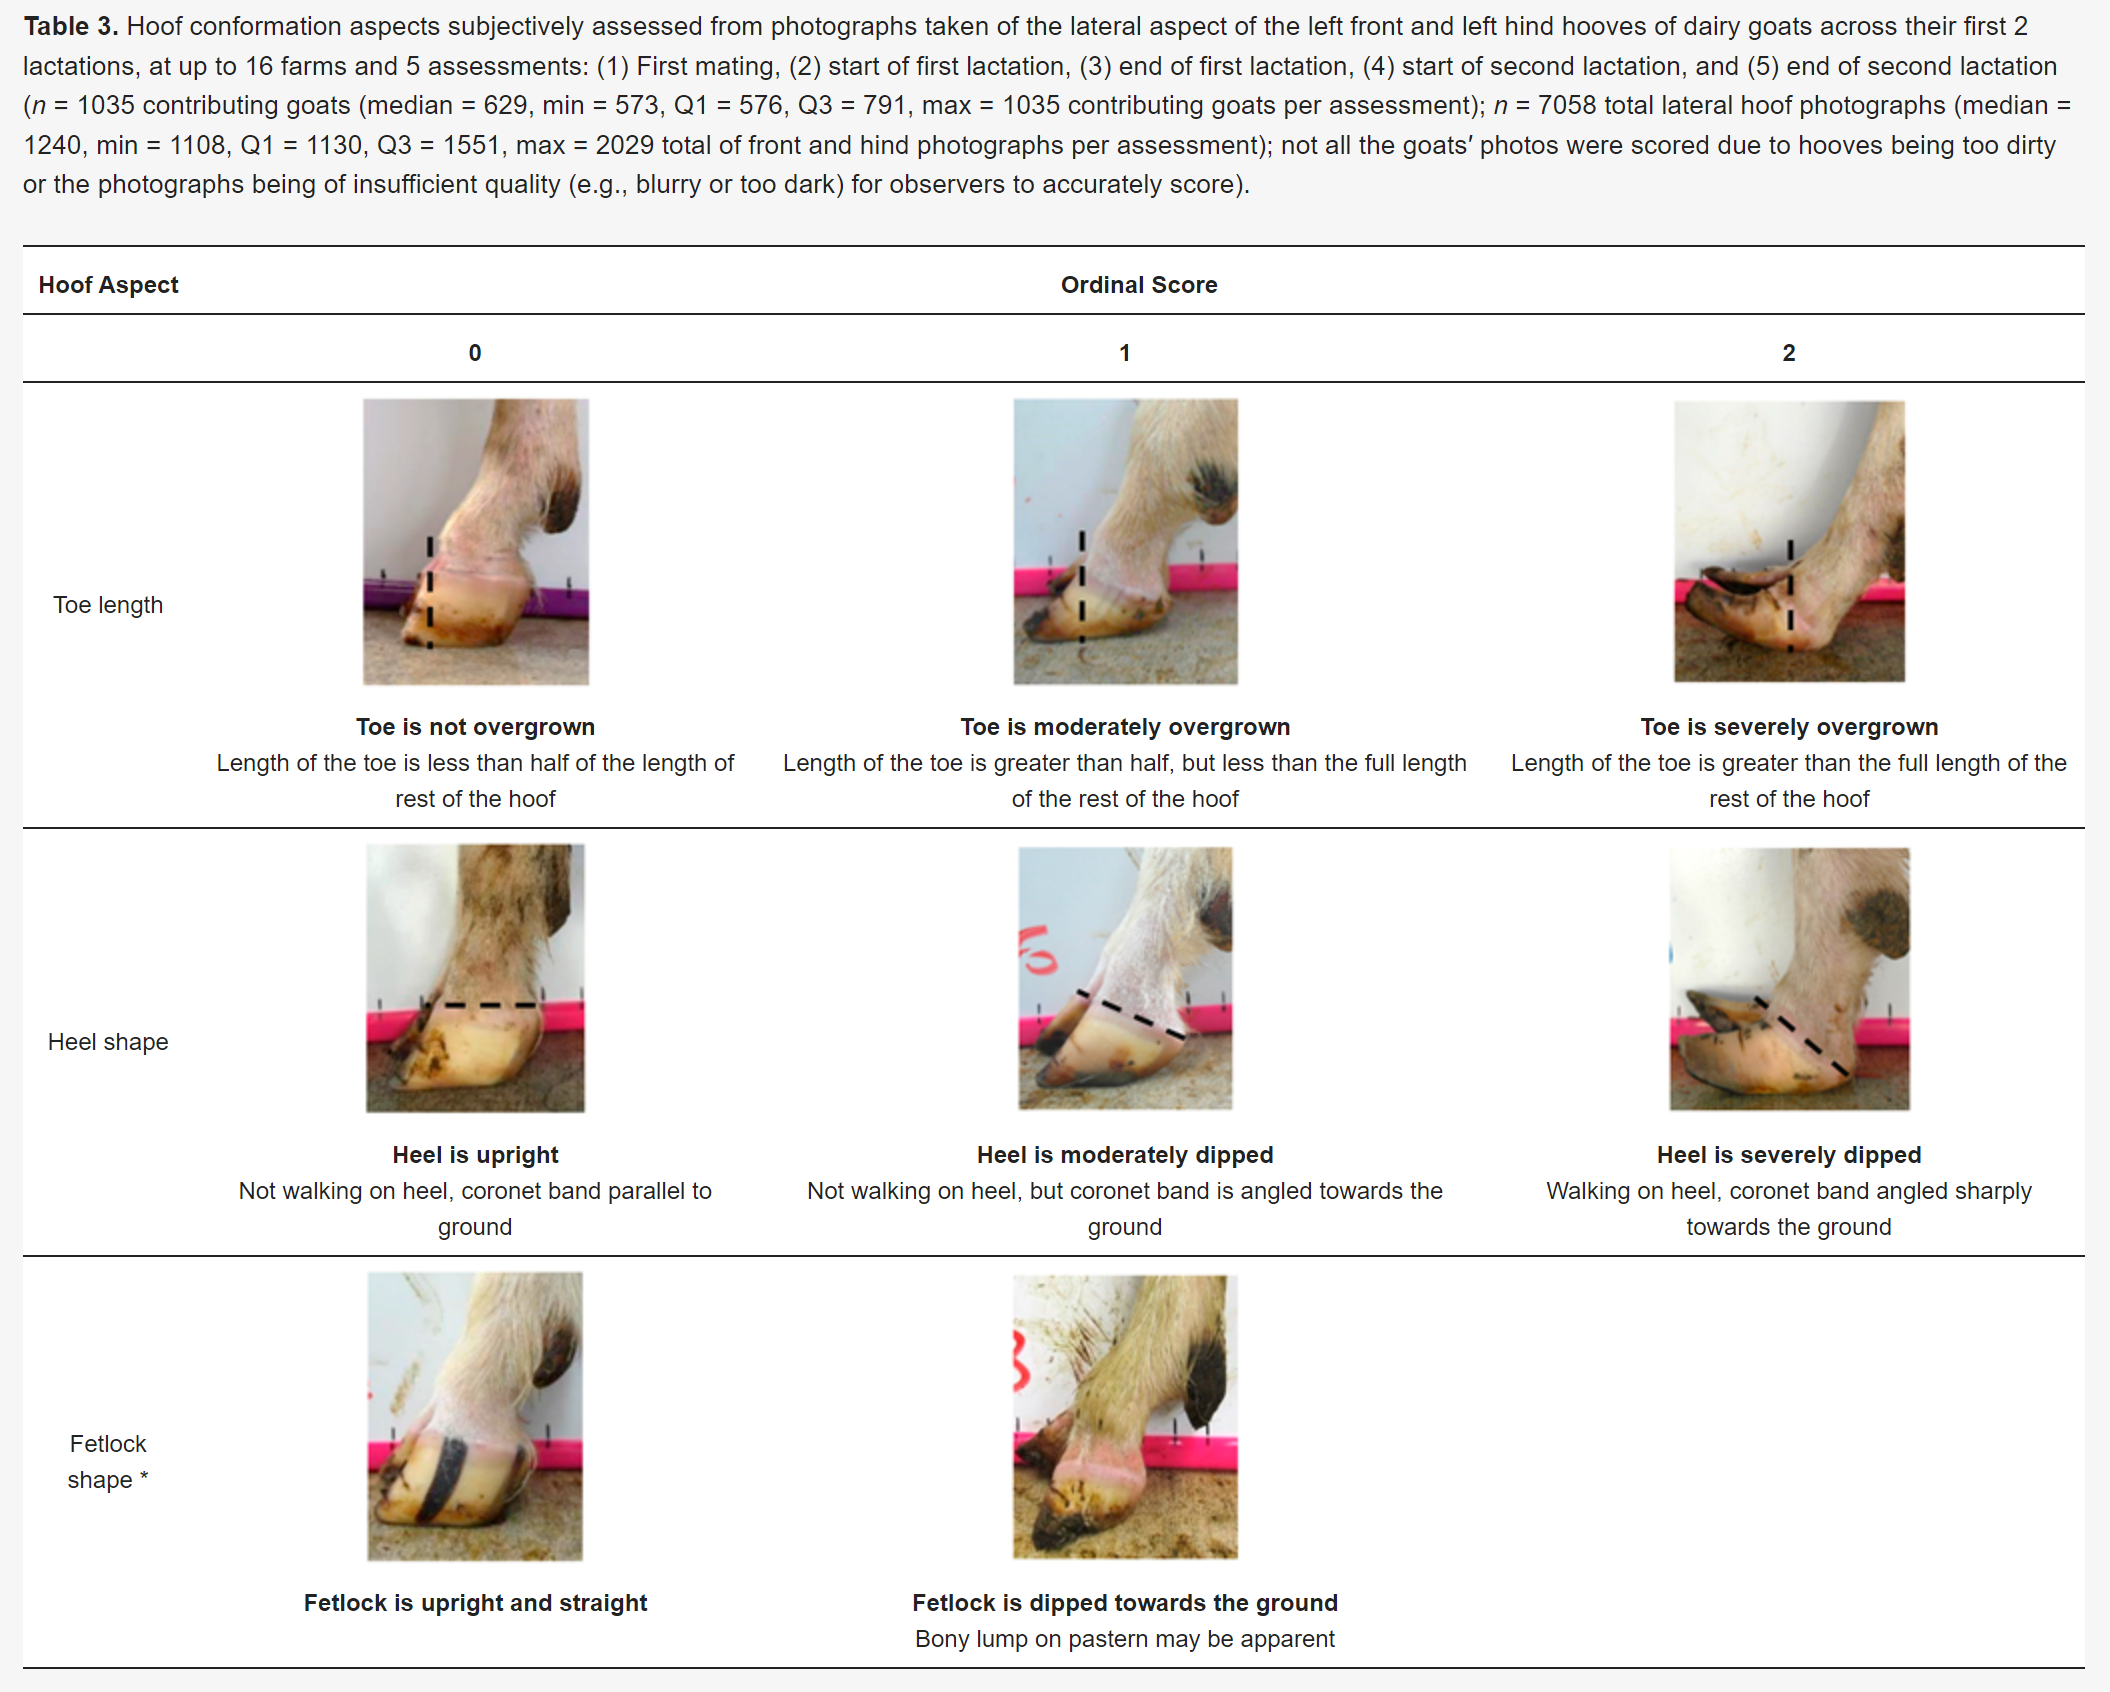 Table 3. Hoof conformation aspects subjectively assessed from photographs taken of the lateral aspect of the left front and left hind hooves of dairy goats across their first 2
lactations, at up to 16 farms and 5 assessments: (1) First mating, (2) start of first lactation, (3) end of first lactation, (4) start of second lactation, and (5) end of second lactation
(n = 1035 contributing goats (median = 629, min = 573, Q1 = 576, Q3 = 791, max = 1035 contributing goats per assessment); n = 7058 total lateral hoof photographs (median =
1240, min = 1108, Q1 = 1130, Q3 = 1551, max = 2029 total of front and hind photographs per assessment); not all the goats′ photos were scored due to hooves being too dirty
or the photographs being of insufficient quality (e.g., blurry or too dark) for observers to accurately score).
Hoof Aspect
Ordinal Score
0
1
2
Toe length
Toe is not overgrown
Length of the toe is less than half of the length of
rest of the hoof
Toe is moderately overgrown
Length of the toe is greater than half, but less than the full length
of the rest of the hoof
Toe is severely overgrown
Length of the toe is greater than the full length of the
rest of the hoof
Heel shape
Heel is upright
Not walking on heel, coronet band parallel to
ground
Heel is moderately dipped
Not walking on heel, but coronet band is angled towards the
ground
Heel is severely dipped
Walking on heel, coronet band angled sharply
towards the ground
Fetlock
shape *
Fetlock is upright and straight
Fetlock is dipped towards the ground
Bony lump on pastern may be apparent